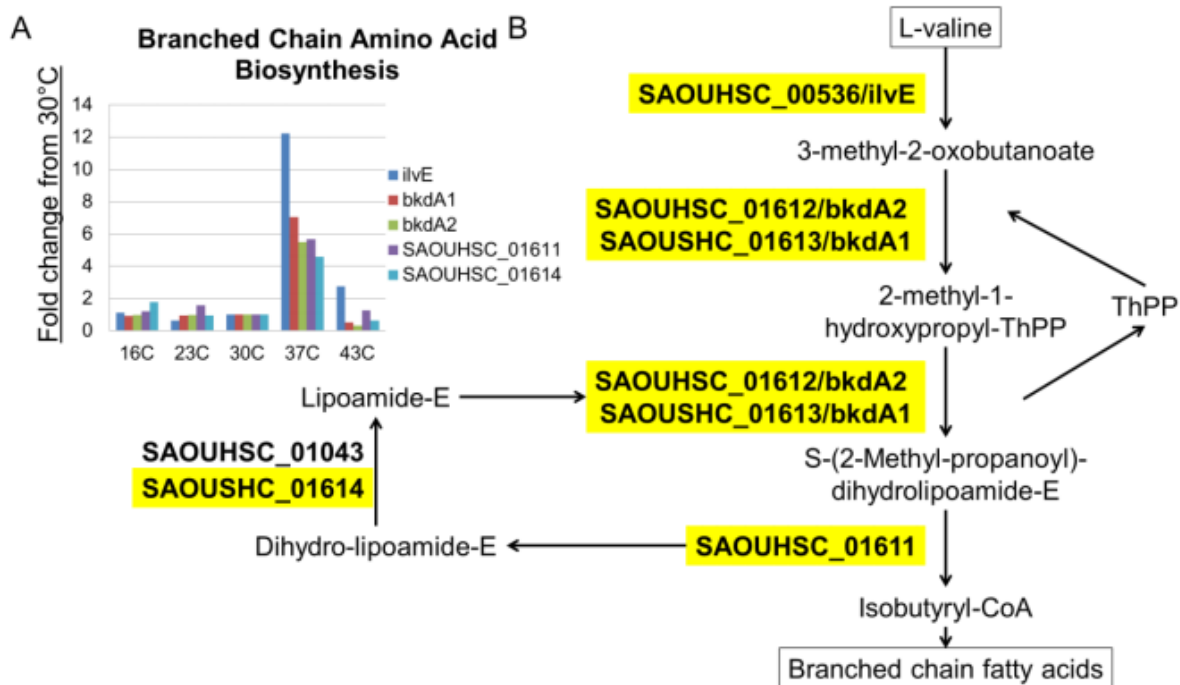 A
Branched Chain Amino Acid
Biosynthesis
Fold change from 30°C
14
12
10
8
6
4
2
0
16C 23C 30C 37C 43C
ilvE
bkdA1
bkdA2
SAOUHSC_01611
SAOUHSC_01614
B
L-valine
SAOUHSC_00536/ilvE
3-methyl-2-oxobutanoate
SAOUHSC_01612/bkdA2
SAOUSHC_01613/bkdA1
2-methyl-1-
hydroxypropyl-ThPP
ThPP
Lipoamide-E
SAOUHSC_01612/bkdA2
SAOUSHC_01613/bkdA1
SAOUHSC_01043
SAOUSHC_01614
S-(2-Methyl-propanoyl)-
dihydrolipoamide-E
Dihydro-lipoamide-E
SAOUHSC_01611
Isobutyryl-CoA
Branched chain fatty acids